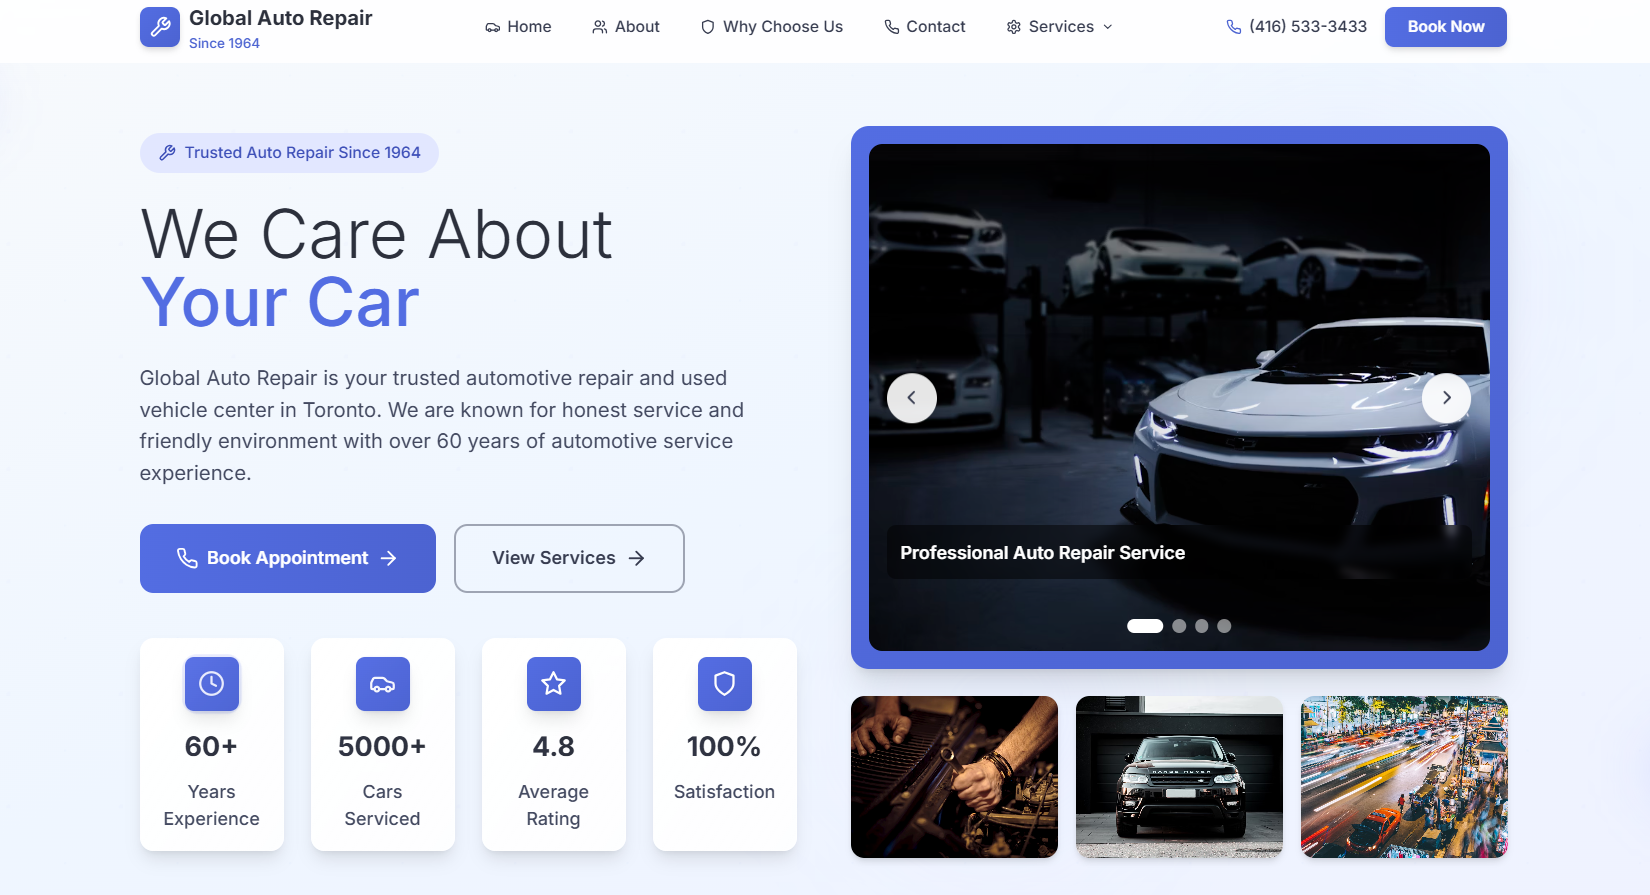 Global Auto Repair
Since 1964
Home
About
Why Choose Us
Contact
Services
(416) 533-3433
Book Now
Trusted Auto Repair Since 1964
We Care About
Your Car
Global Auto Repair is your trusted automotive repair and used
vehicle center in Toronto. We are known for honest service and
friendly environment with over 60 years of automotive service
experience.
Book Appointment
View Services
60+
Years
Experience
5000+
Cars
Serviced
4.8
Average
Rating
100%
Satisfaction
Professional Auto Repair Service
RANGE ROVER